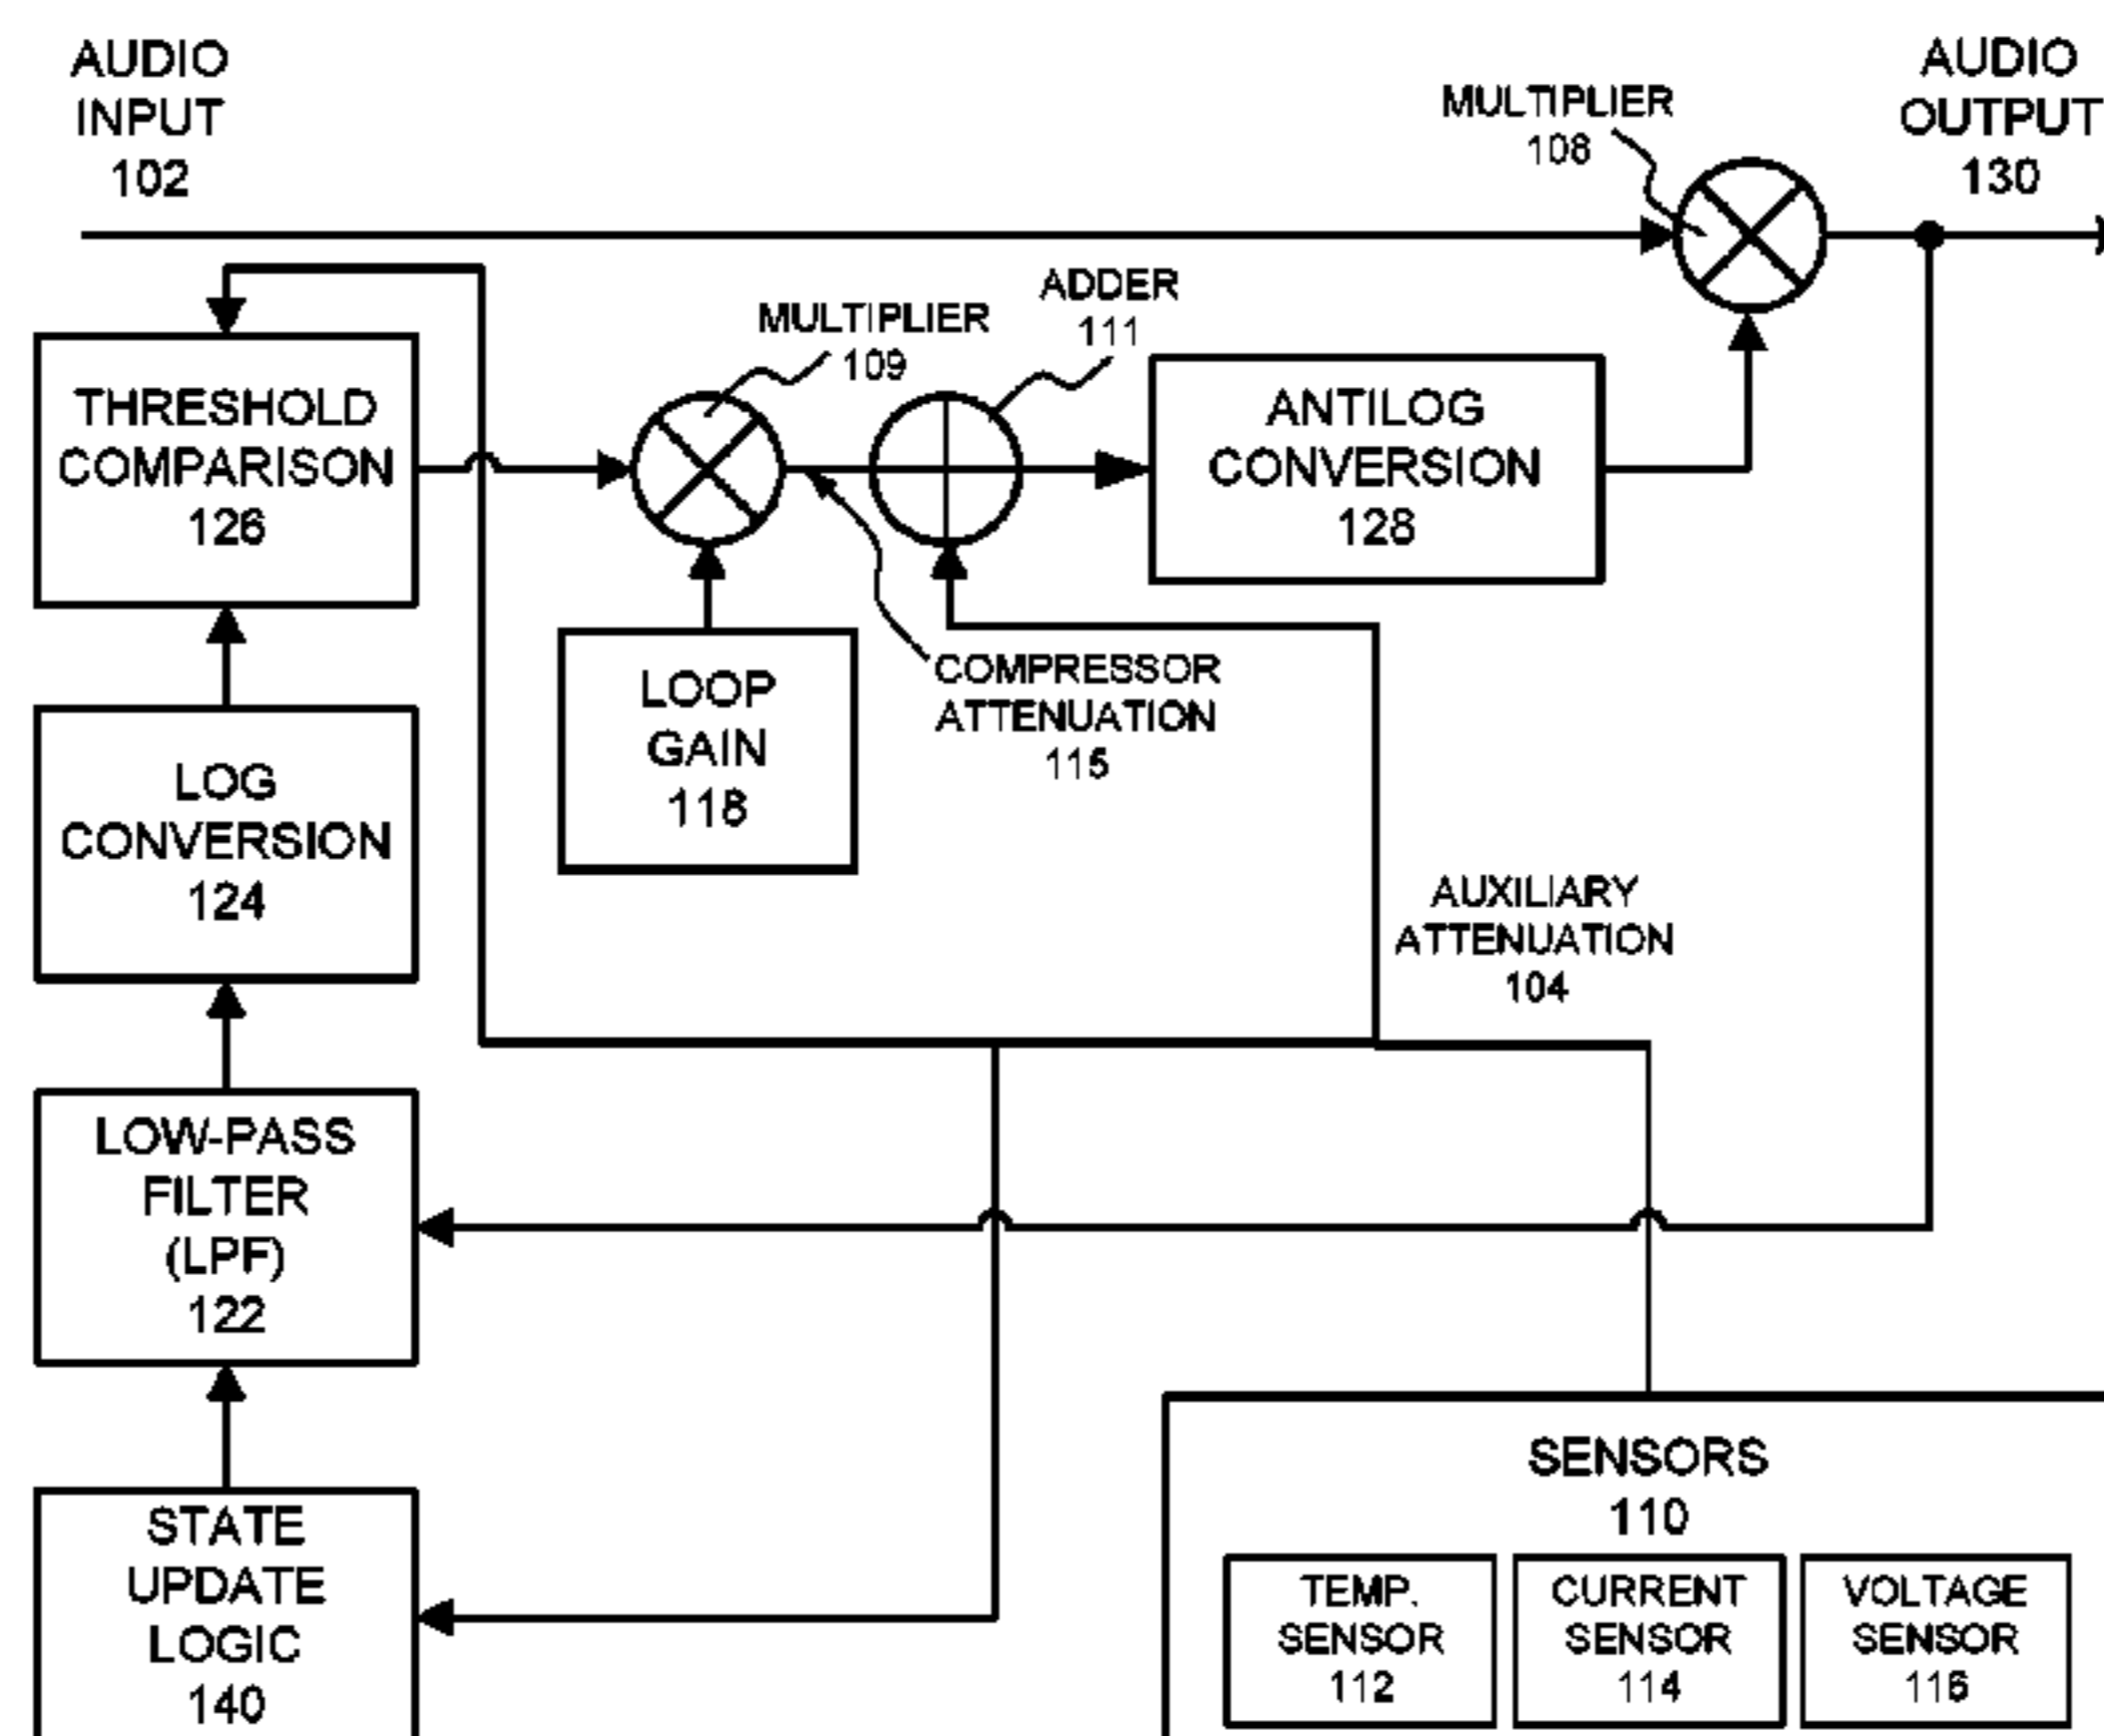 AUDIO
INPUT
102
MULTIPLIER
108
AUDIO
OUTPUT
130
ADDER
111
MULTIPLIER
109
THRESHOLD
COMPARISON
126
ANTILOG
CONVERSION
128
LOOP
GAIN
118
COMPRESSOR
ATTENUATION
115
LOG
CONVERSION
124
AUXILIARY
ATTENUATION
104
LOW-PASS
FILTER
(LPF)
122
SENSORS
110
STATE
UPDATE
LOGIC
140
TEMP.
SENSOR
112
CURRENT
SENSOR
114
VOLTAGE
SENSOR
116